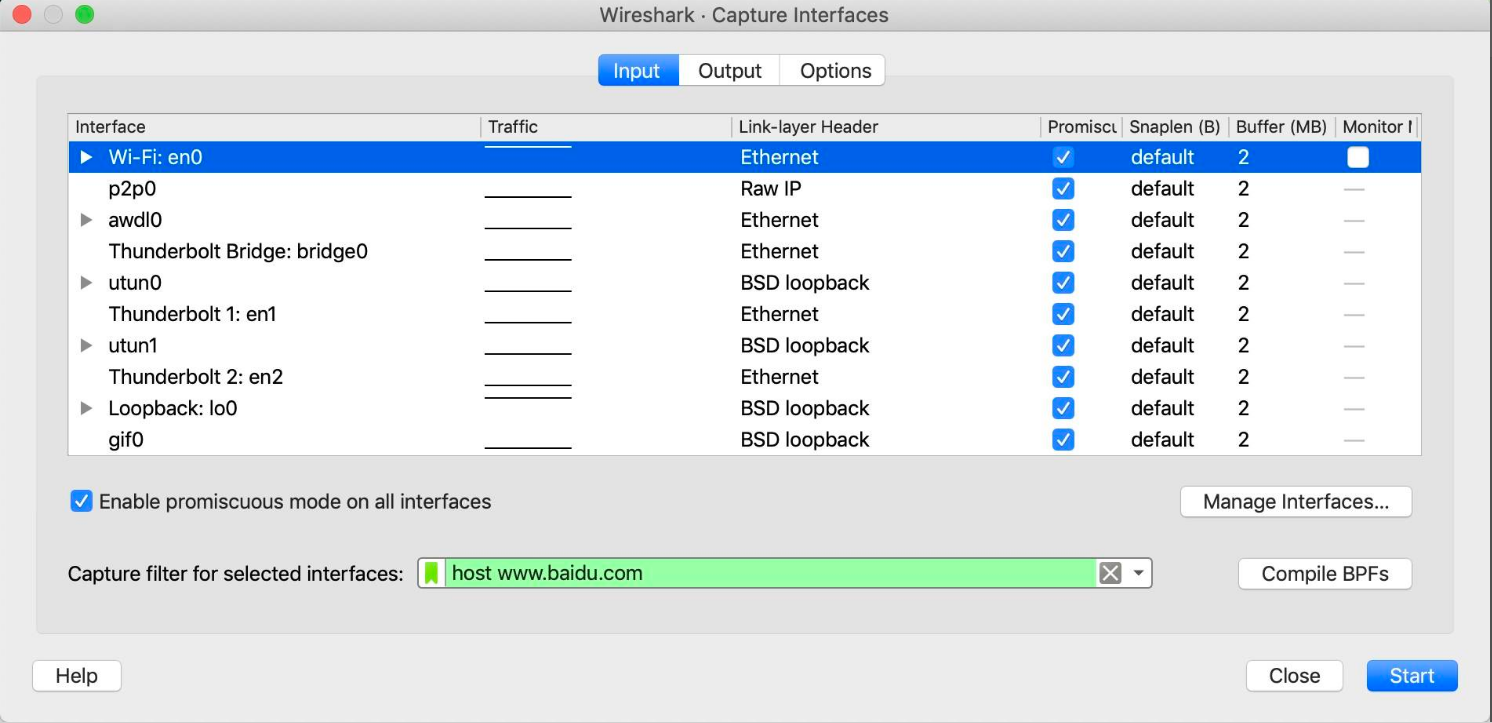 Wireshark · Capture Interfaces
Input Output Options
Interface Traffic Link-layer Header Promiscu Snaplen (B) Buffer (MB) Monitor
Wi-Fi: en0 Ethernet default 2
p2p0 Raw IP default 2 —
awdl0 Ethernet default 2 —
Thunderbolt Bridge: bridge0 Ethernet default 2 —
utun0 BSD loopback default 2 —
Thunderbolt 1: en1 Ethernet default 2 —
utun1 BSD loopback default 2 —
Thunderbolt 2: en2 Ethernet default 2 —
Loopback: lo0 BSD loopback default 2 —
gif0 BSD loopback default 2 —
Enable promiscuous mode on all interfaces Manage Interfaces...
Capture filter for selected interfaces: host www.baidu.com Compile BPFs
Help Close Start